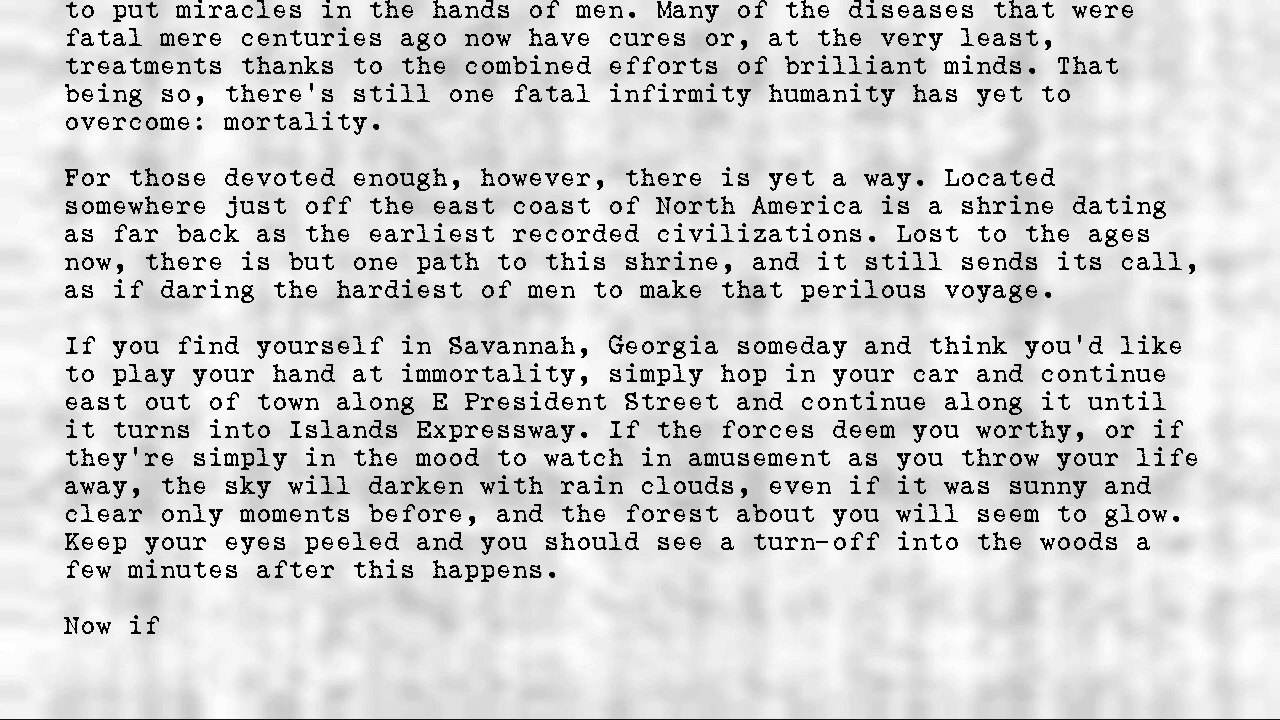 to put miracles in the hands of men. Many of the diseases that were
fatal mere centuries ago now have cures or, at the very least,
treatments thanks to the combined efforts of brilliant minds. That
being so, there's still one fatal infirmity humanity has yet to
overcome: mortality.
For those devoted enough, however, there is yet a way. Located
somewhere just off the east coast of North America is a shrine dating
as far back as the earliest recorded civilizations. Lost to the ages
now, there is but one path to this shrine, and it still sends its call,
as if daring the hardiest of men to make that perilous voyage.
If you find yourself in Savannah, Georgia someday and think you'd like
to play your hand at immortality, simply hop in your car and continue
east out of town along E President Street and continue along it until
it turns into Islands Expressway. If the forces deem you worthy, or if
they're simply in the mood to watch in amusement as you throw your life
away, the sky will darken with rain clouds, even if it was sunny and
clear only moments before, and the forest about you will seem to glow.
Keep your eyes peeled and you should see a turn-off into the woods a
few minutes after this happens.
Now if